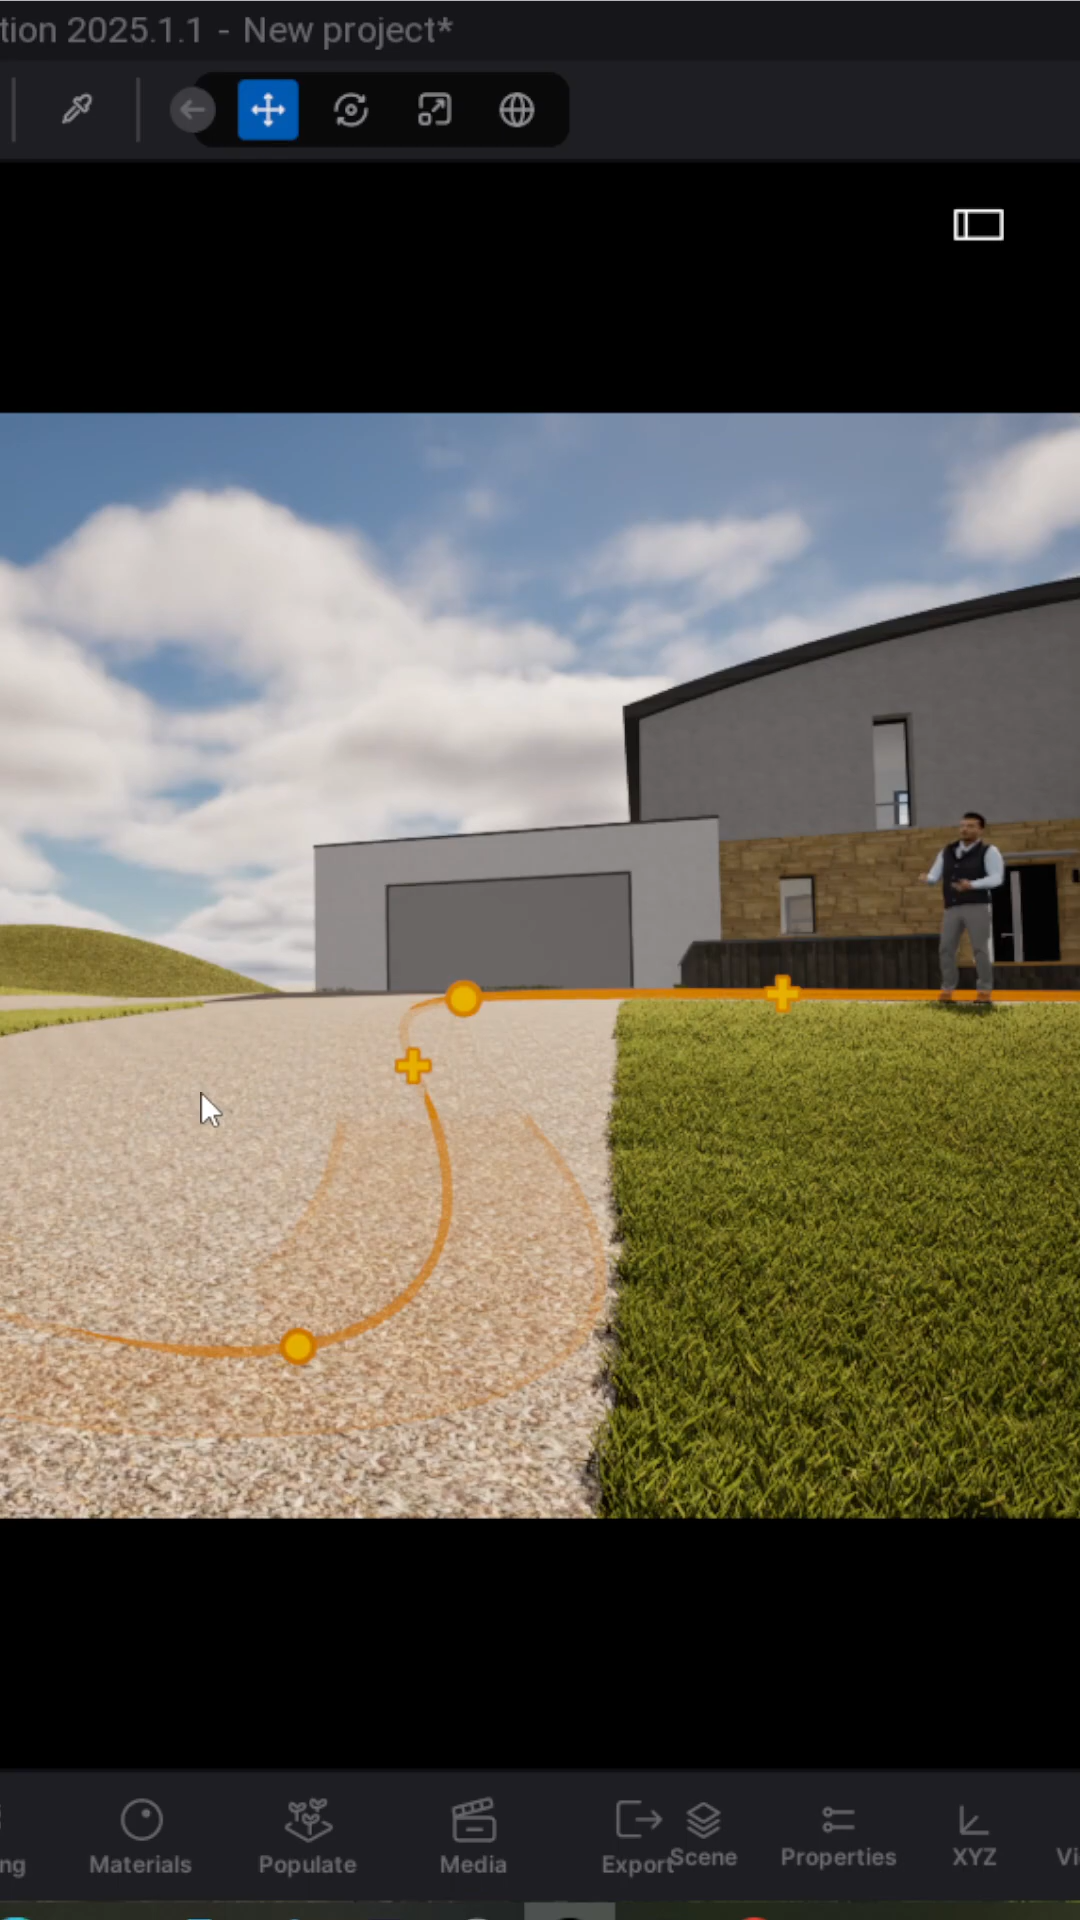 tion 2025.1.1 - New project*
ng Materials Populate Media Export Scene Properties XYZ Vi